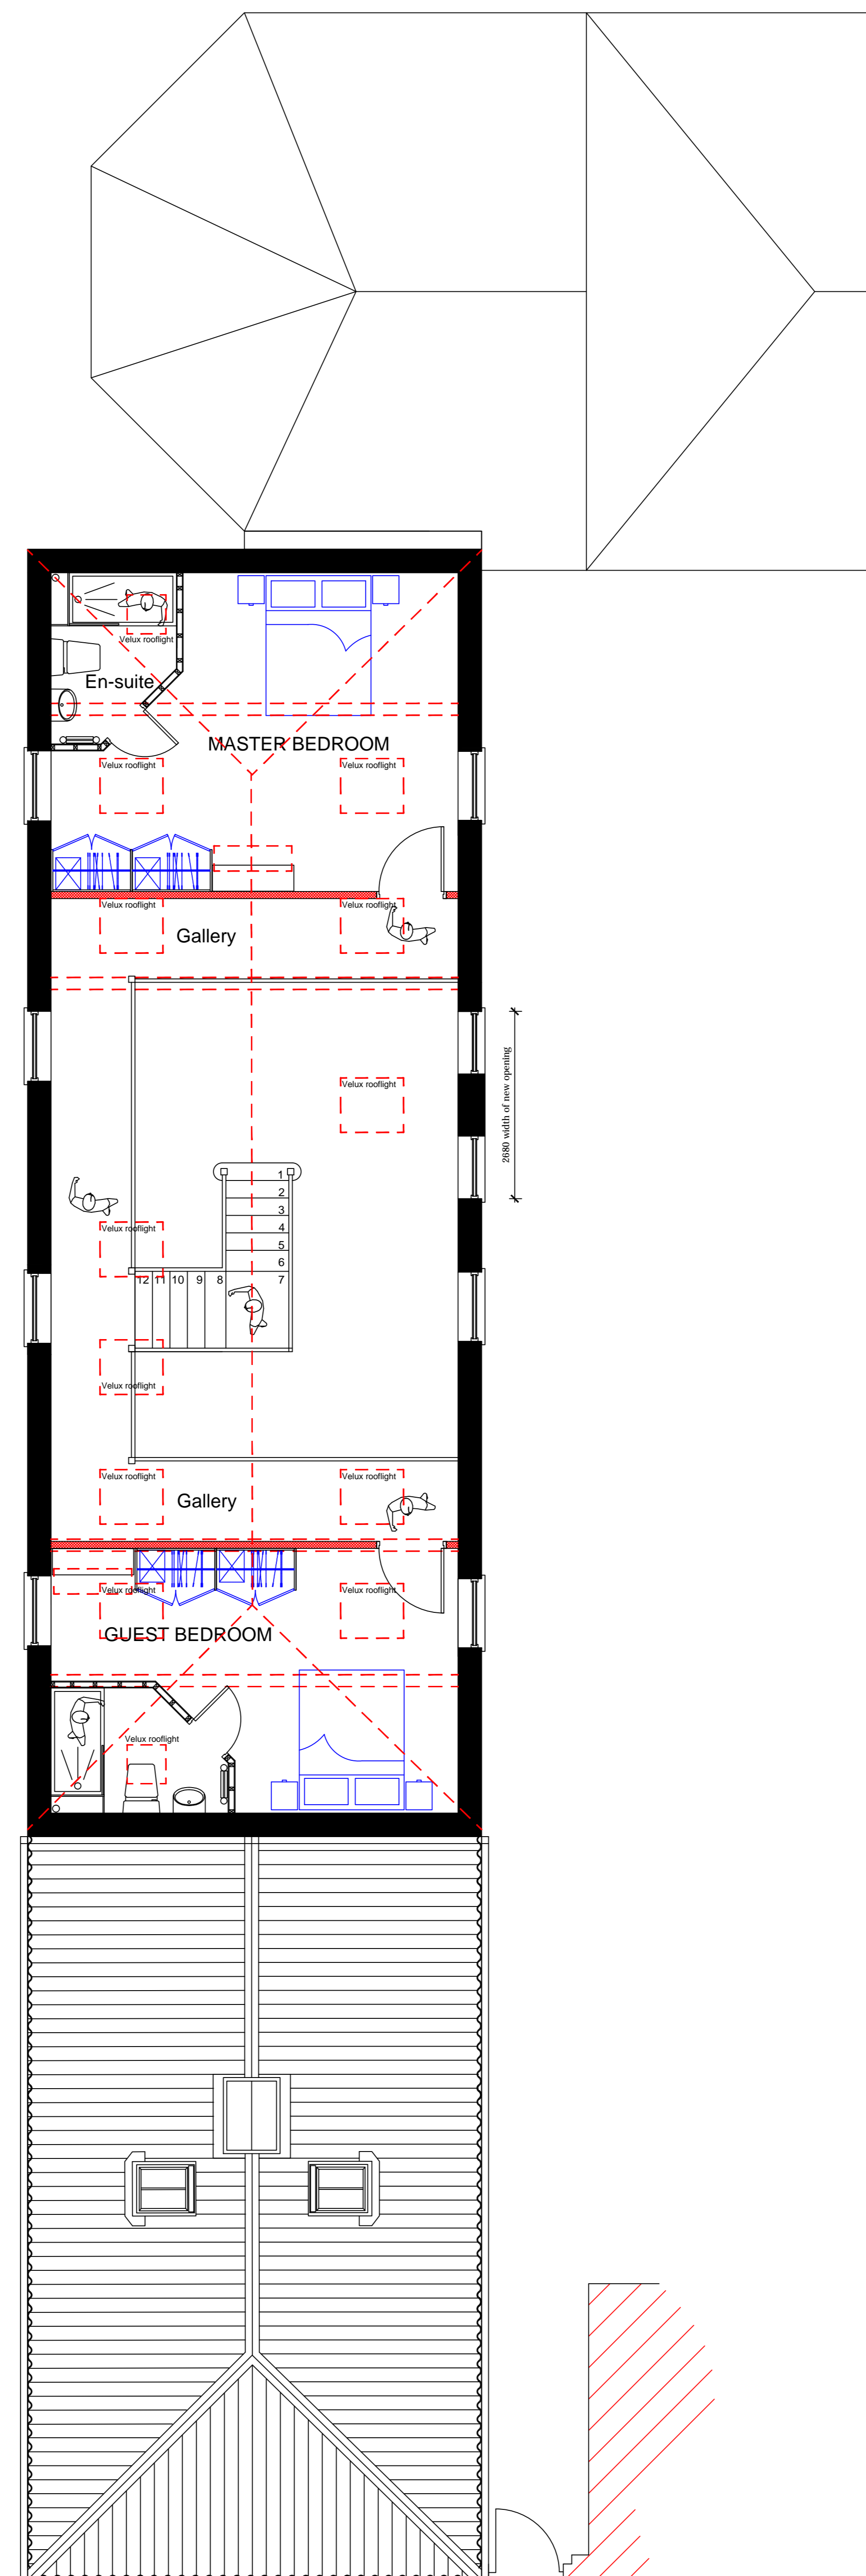 Velux rooflight
En-suite
MASTER BEDROOM
Velux rooflight
Velux rooflight
Velux rooflight
Velux rooflight
Gallery
2680 width of new opening
Velux rooflight
1
2
3
4
5
6
7
8
9
10
11
12
Velux rooflight
Velux rooflight
Velux rooflight
Velux rooflight
Gallery
Velux rooflight
Velux rooflight
GUEST BEDROOM
Velux rooflight